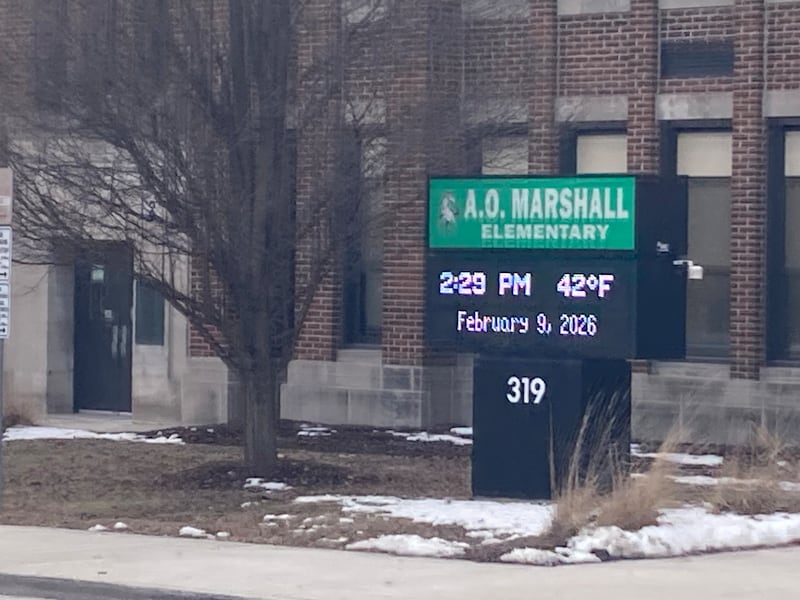 A.O. MARSHALL
ELEMENTARY
2:29 PM 42°F
February 9, 2026
319